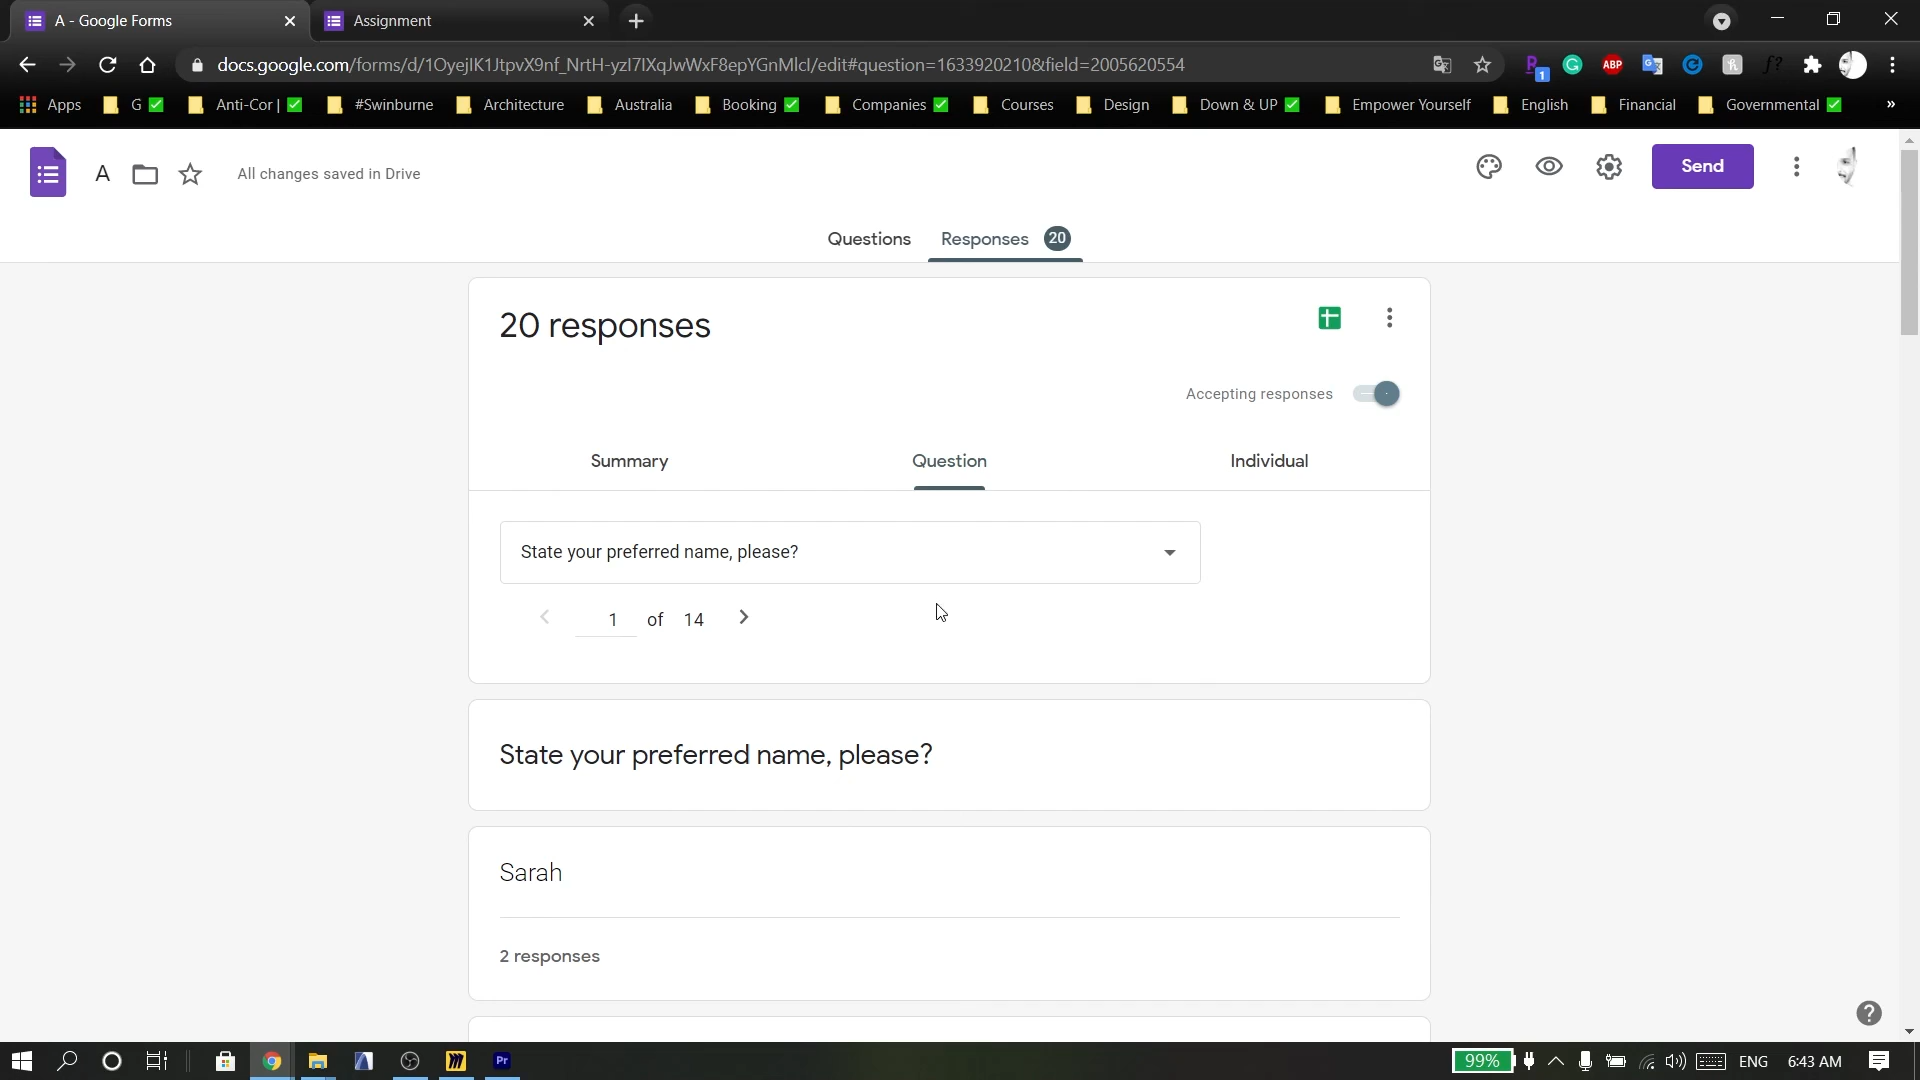 A - Google Forms
Assignment
docs.google.com/forms/d/1OyejIK1JtpvX9nf_NrtH-yzI7IXqJwWxF8epYGnMlcI/edit#question=1633920210&field=2005620554
ABP
1
Apps
G
Anti-Cor |
#Swinburne
Architecture
Australia
Booking
Companies
Courses
Design
Down & UP
Empower Yourself
English
Financial
Governmental
»
A
All changes saved in Drive
Send
Questions
Responses
20
20 responses
Accepting responses
Summary
Question
Individual
State your preferred name, please?
1 of 14
State your preferred name, please?
Sarah
2 responses
Pr
99%
ENG
6:43 AM